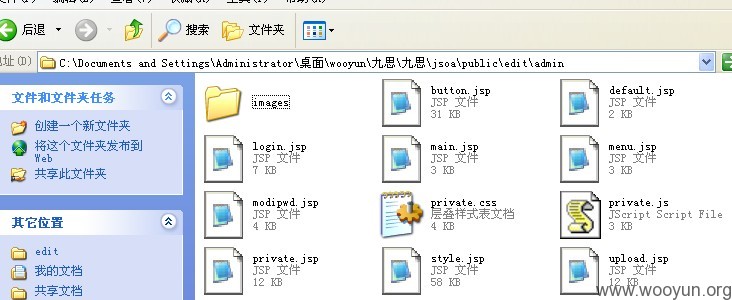 后退
搜索
文件夹
C:\Documents and Settings\Administrator\桌面\wooyun\九思\九思\jsoa\public\edit\admin
文件和文件夹任务
创建一个新文件夹
将这个文件夹发布到
Web
共享此文件夹
其它位置
edit
我的文档
共享文档
images
button.jsp
JSP 文件
31 KB
default.jsp
JSP 文件
2 KB
login.jsp
JSP 文件
7 KB
main.jsp
JSP 文件
3 KB
menu.jsp
JSP 文件
3 KB
modipwd.jsp
JSP 文件
4 KB
private.css
层叠样式表文档
4 KB
private.js
JScript Script File
3 KB
private.jsp
JSP 文件
12 KB
style.jsp
JSP 文件
58 KB
upload.jsp
JSP 文件
12 KB
www.wooyun.org